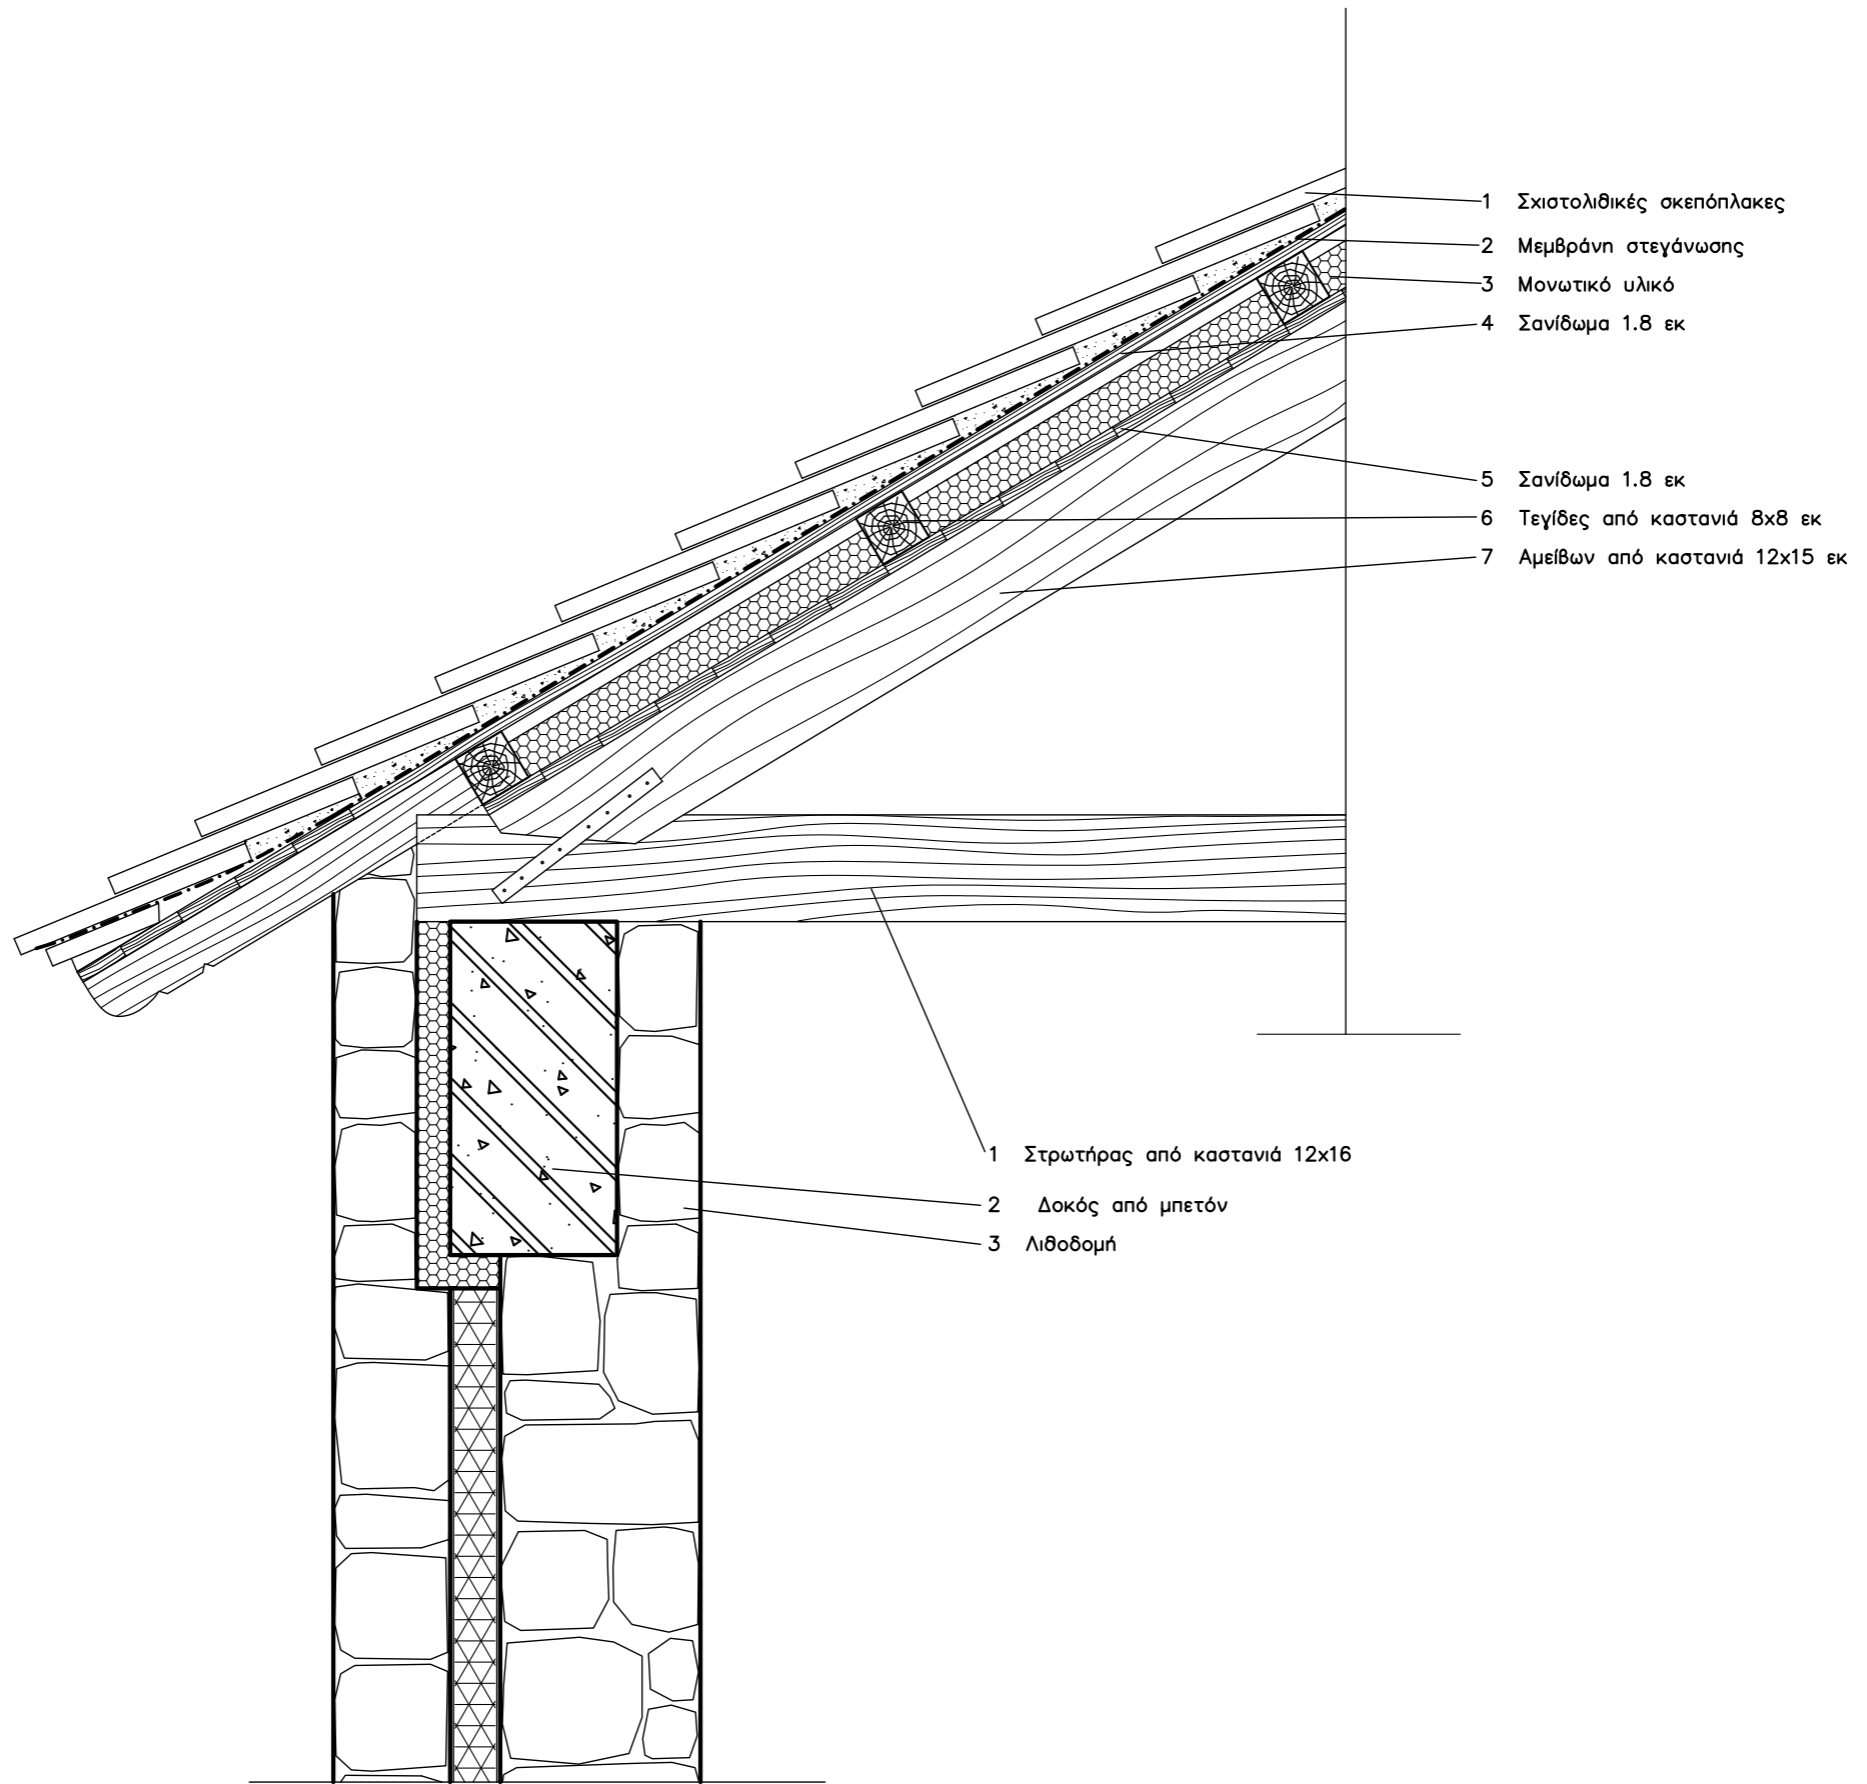 1 Σχιστολιθικές σκεπόπλακες
2 Μεμβράνη στεγάνωσης
3 Μονωτικό υλικό
4 Σανίδωμα 1.8 εκ
5 Σανίδωμα 1.8 εκ
6 Τεγίδες από καστανιά 8x8 εκ
7 Αμείβων από καστανιά 12x15 εκ
1 Στρωτήρας από καστανιά 12x16
2 Δοκός από μπετόν
3 Λιθοδομή